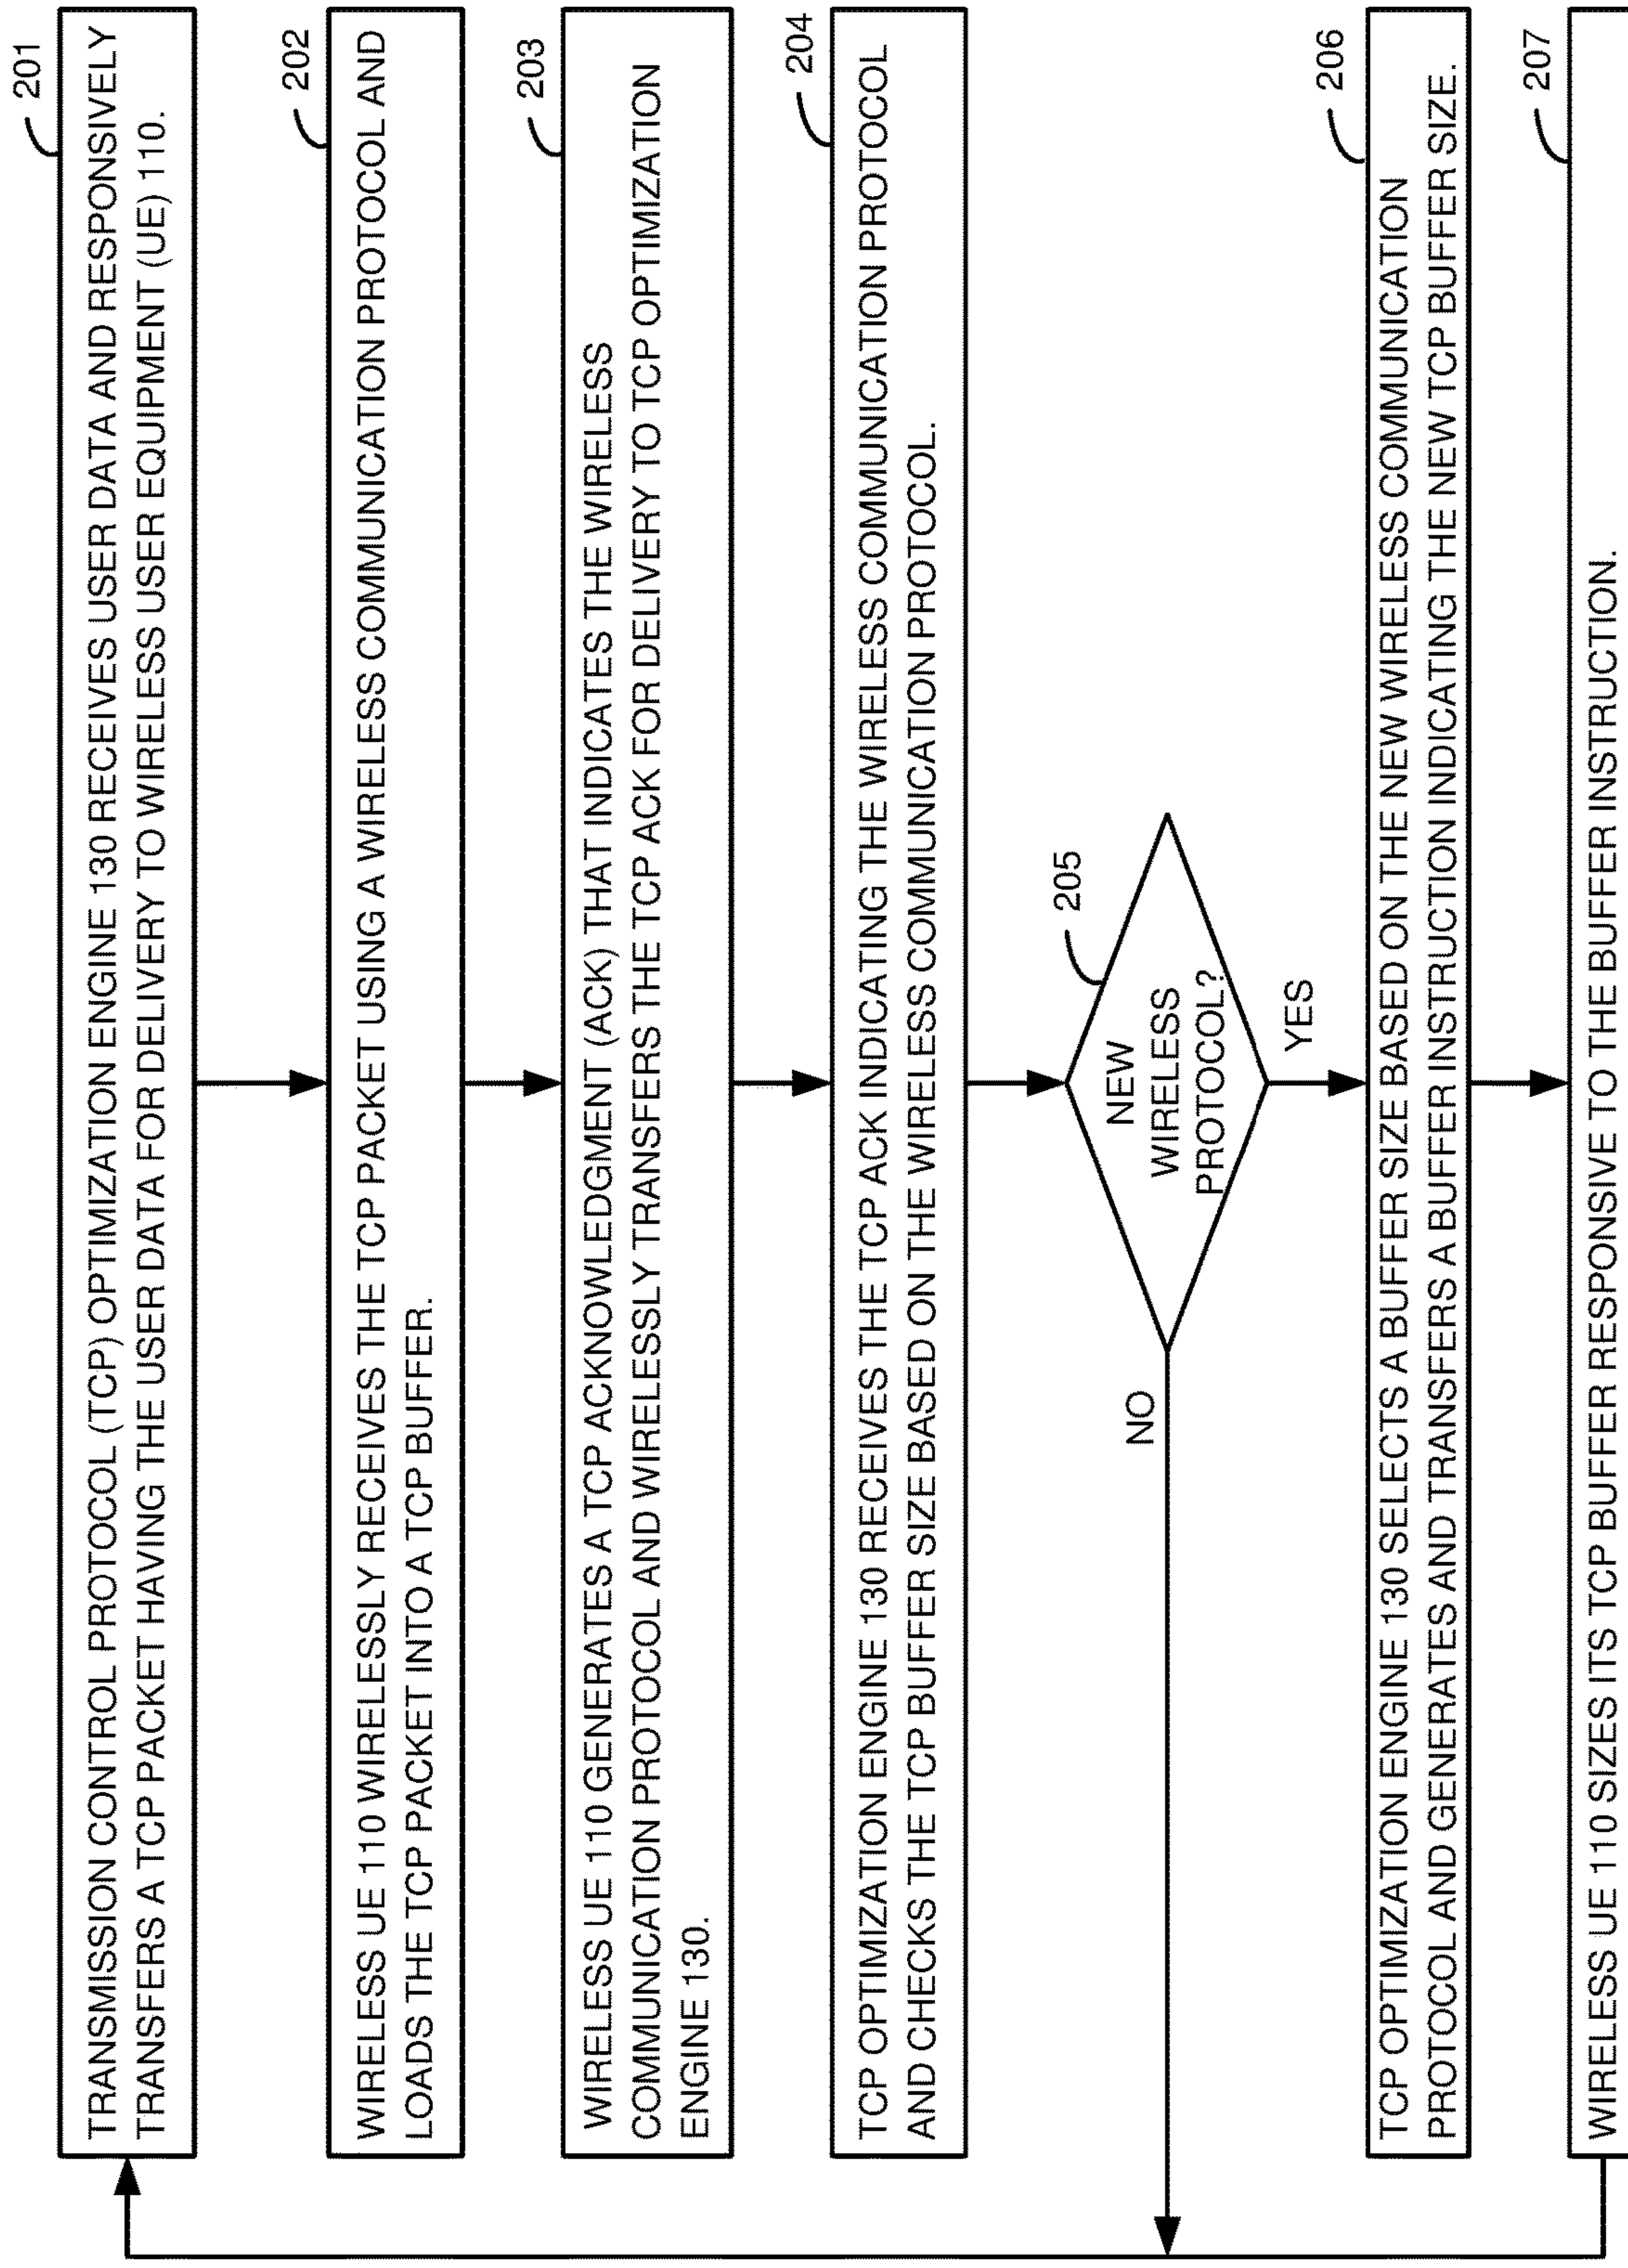 201
TRANSMISSION CONTROL PROTOCOL (TCP) OPTIMIZATION ENGINE 130 RECEIVES USER DATA AND RESPONSIVELY
TRANSFERS A TCP PACKET HAVING THE USER DATA FOR DELIVERY TO WIRELESS USER EQUIPMENT (UE) 110.
202
WIRELESS UE 110 WIRELESSLY RECEIVES THE TCP PACKET USING A WIRELESS COMMUNICATION PROTOCOL AND
LOADS THE TCP PACKET INTO A TCP BUFFER.
203
WIRELESS UE 110 GENERATES A TCP ACKNOWLEDGMENT (ACK) THAT INDICATES THE WIRELESS
COMMUNICATION PROTOCOL AND WIRELESSLY TRANSFERS THE TCP ACK FOR DELIVERY TO TCP OPTIMIZATION
ENGINE 130.
204
TCP OPTIMIZATION ENGINE 130 RECEIVES THE TCP ACK INDICATING THE WIRELESS COMMUNICATION PROTOCOL
AND CHECKS THE TCP BUFFER SIZE BASED ON THE WIRELESS COMMUNICATION PROTOCOL.
205
NEW
WIRELESS
PROTOCOL?
NO
YES
206
TCP OPTIMIZATION ENGINE 130 SELECTS A BUFFER SIZE BASED ON THE NEW WIRELESS COMMUNICATION
PROTOCOL AND GENERATES AND TRANSFERS A BUFFER INSTRUCTION INDICATING THE NEW TCP BUFFER SIZE.
207
WIRELESS UE 110 SIZES ITS TCP BUFFER RESPONSIVE TO THE BUFFER INSTRUCTION.